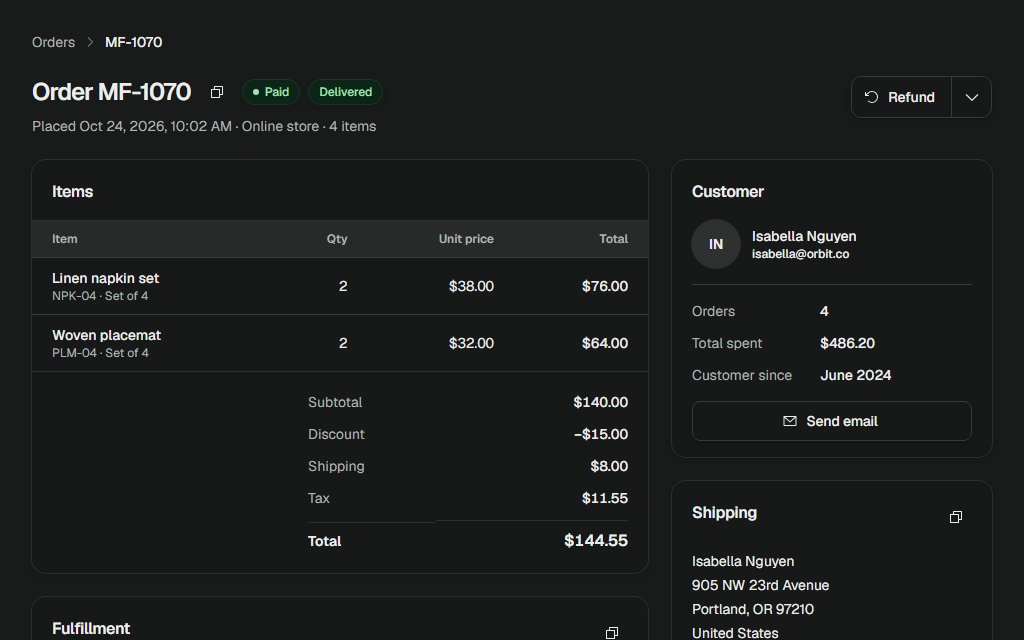 Orders MF-1070
Order MF-1070 Paid Delivered
Placed Oct 24, 2026, 10:02 AM · Online store · 4 items
Refund
Items
Item Qty Unit price Total
Linen napkin set 2 $38.00 $76.00
NPK-04 · Set of 4
Woven placemat 2 $32.00 $64.00
PLM-04 · Set of 4
Subtotal $140.00
Discount −$15.00
Shipping $8.00
Tax $11.55
Total $144.55
Fulfillment
Customer
IN
Isabella Nguyen
isabella@orbit.co
Orders 4
Total spent $486.20
Customer since June 2024
Send email
Shipping
Isabella Nguyen
905 NW 23rd Avenue
Portland, OR 97210
United States